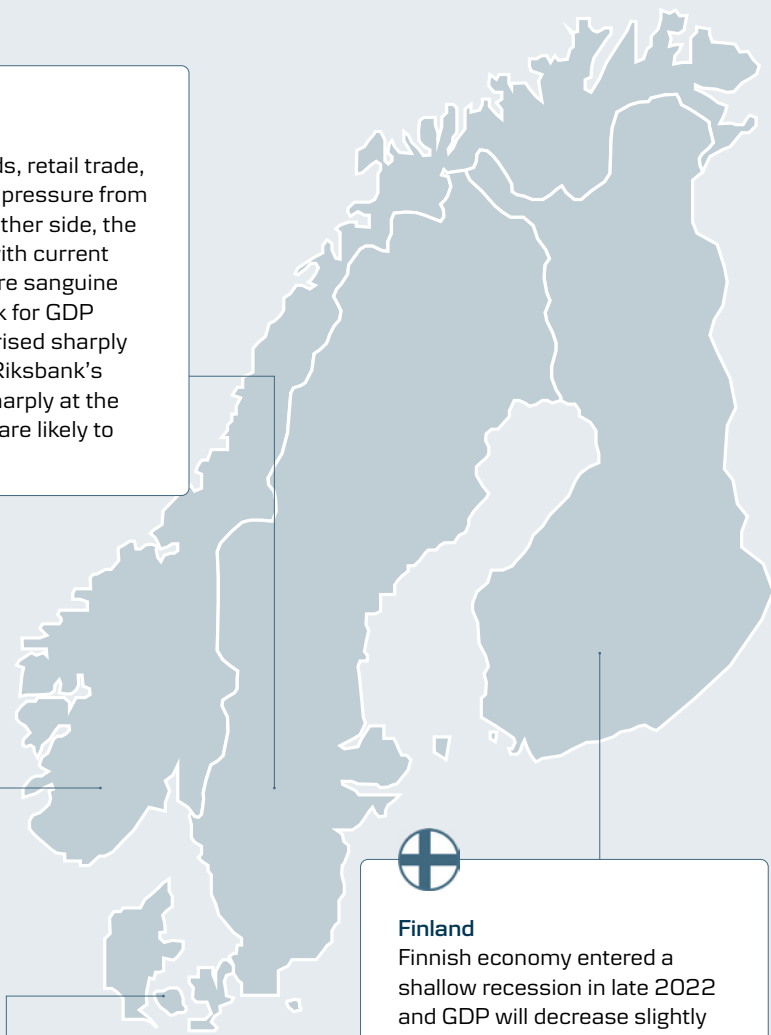 ds, retail trade,
pressure from
ther side, the
with current
re sanguine
k for GDP
rised sharply
Riksbank's
harply at the
are likely to
Finland
Finnish economy entered a
shallow recession in late 2022
and GDP will decrease slightly